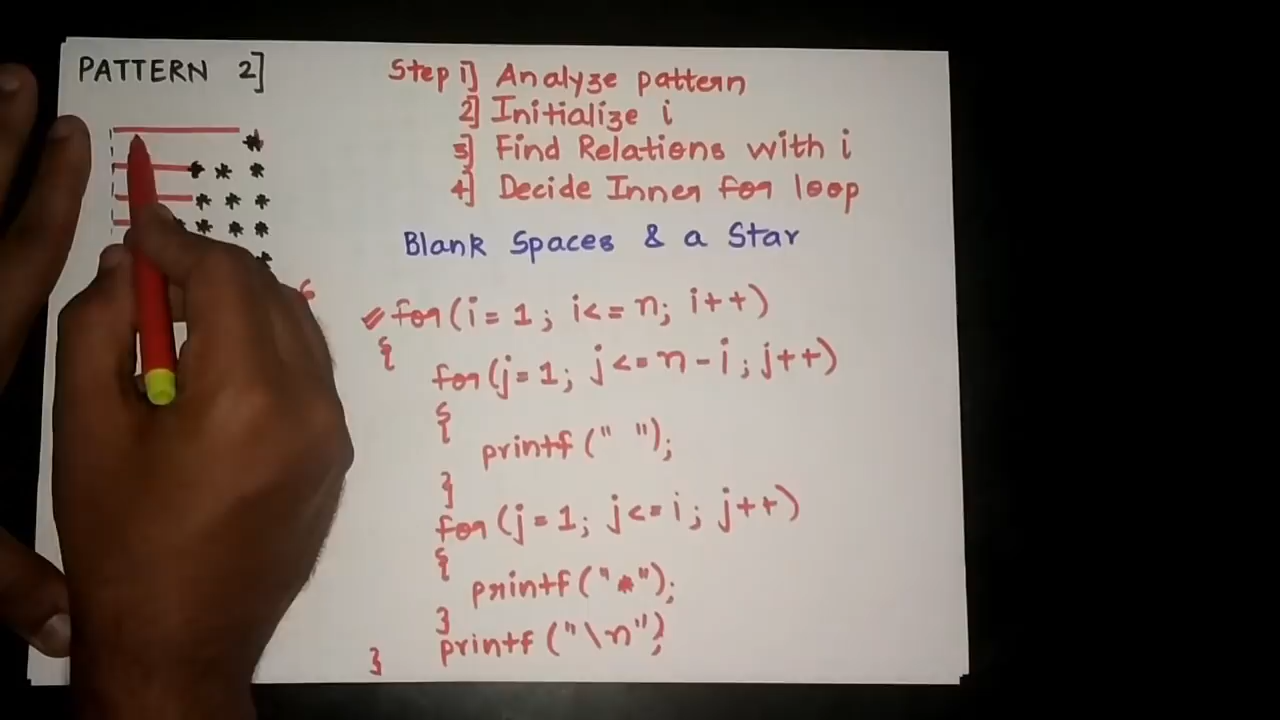 PATTERN 2]
*
* * *
* * *
* * * *
*
Step 1] Analyze pattern
2] Initialize i
3] Find Relations with i
4] Decide Inner for loop
Blank Spaces & a Star
for(i=1; i<=n; i++)
{
for(j=1; j<=n-i; j++)
{
printf(" ");
}
for(j=1; j<=i; j++)
{
printf("*");
}
printf("\n");
}